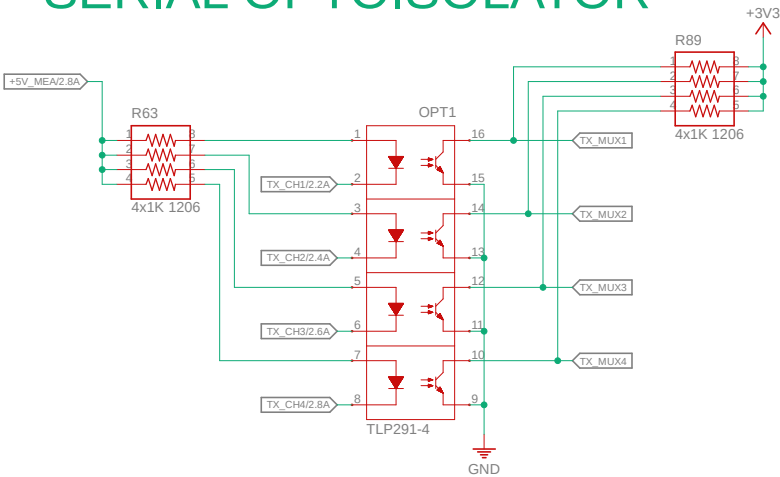 SERIAL OPTOISOLATOR
+3V3
R89
1 8
2 7
3 6
4 5
4x1K 1206
+5V_MEA/2.8A
R63
1 8
2 7
3 6
4 5
4x1K 1206
OPT1
1 16
TX_MUX1
TX_CH1/2.2A
2 15
3 14
TX_MUX2
TX_CH2/2.4A
4 13
5 12
TX_MUX3
TX_CH3/2.6A
6 11
7 10
TX_MUX4
TX_CH4/2.8A
8 9
TLP291-4
GND